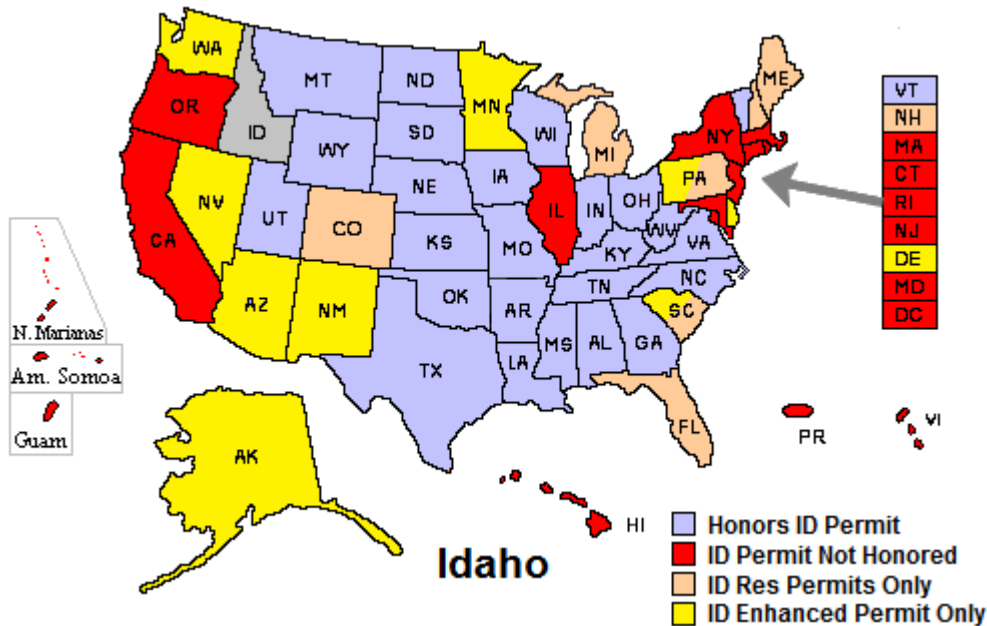 WA
MT
ND
MN
ME
VT
NH
OR
ID
SD
WI
NY
MA
WY
MI
CT
NE
IA
PA
RI
NV
UT
IL
IN
OH
NJ
CO
WV
DE
CA
KS
MO
KY
VA
MD
AZ
NM
OK
TN
NC
DC
AR
SC
MS
AL
GA
N. Marianas
TX
LA
Am. Somoa
FL
Guam
PR
VI
AK
HI
Honors ID Permit
ID Permit Not Honored
Idaho
ID Res Permits Only
ID Enhanced Permit Only